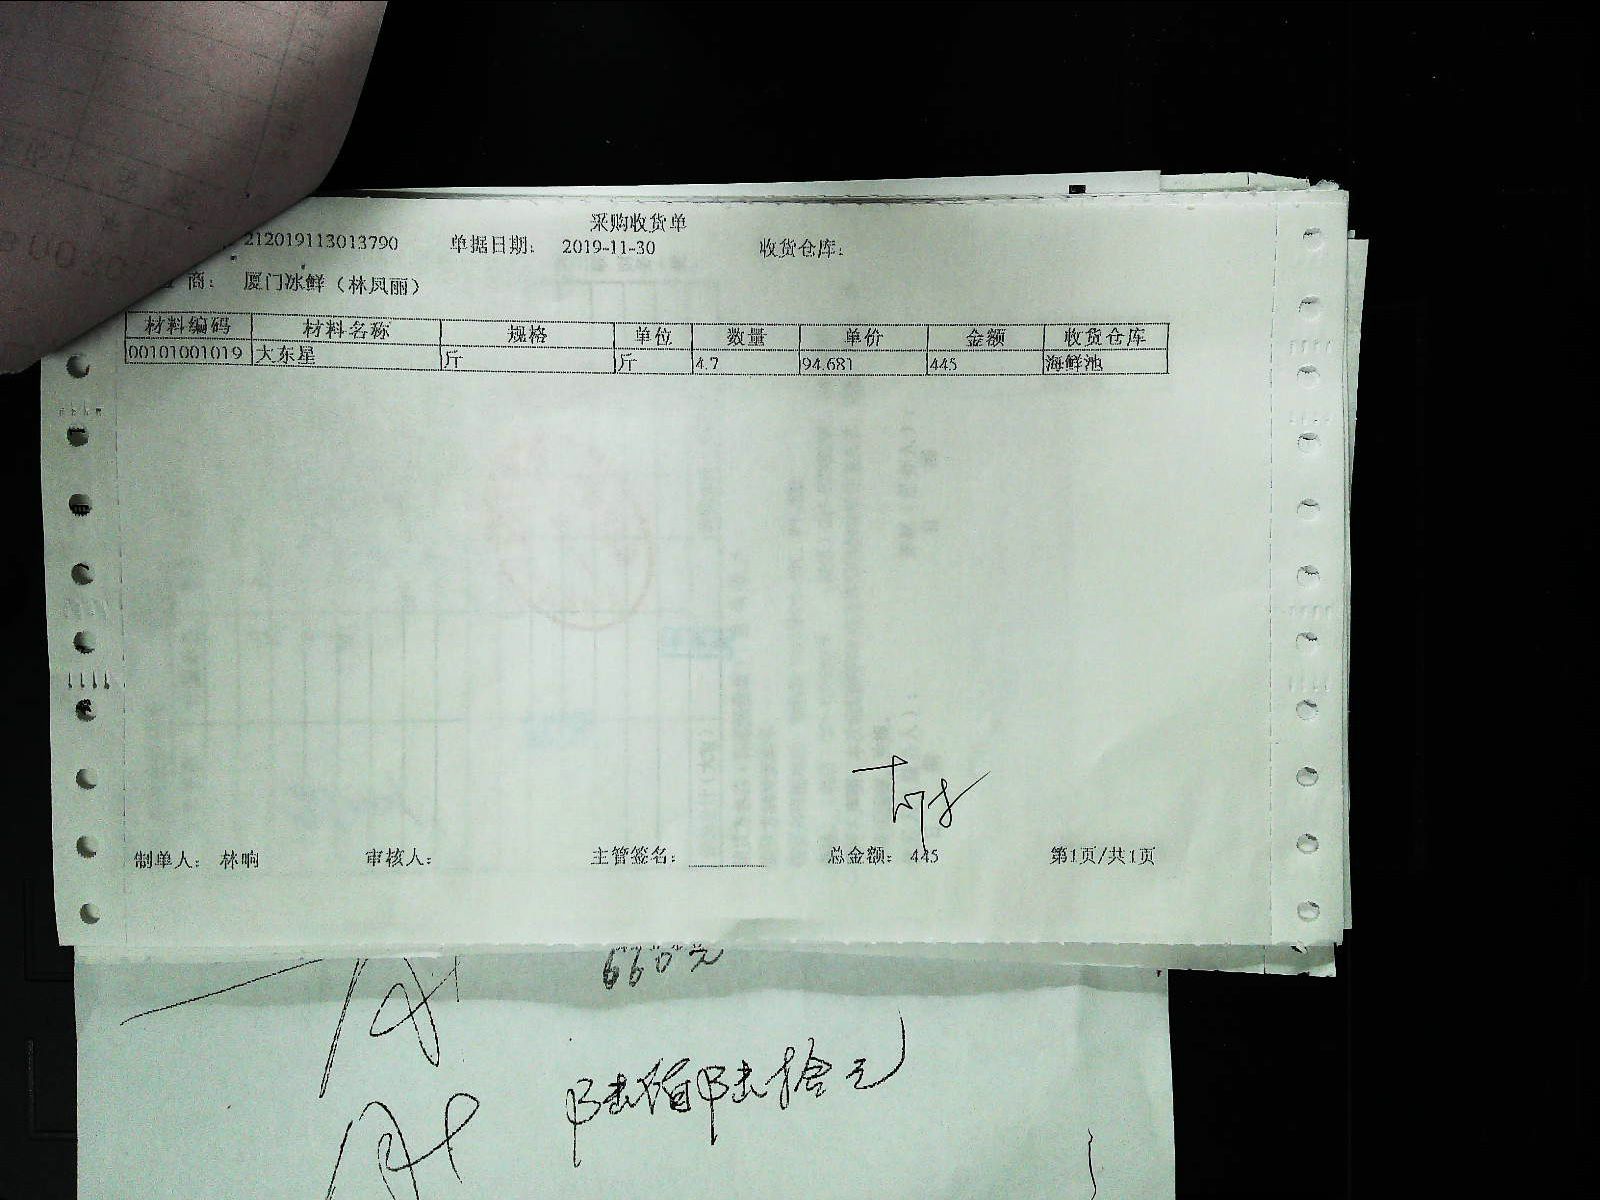 采购收货单
212019113013790 单据日期： 2019-11-30 收货仓库：
商： 厦门冰鲜（林凤丽）
材料编码 材料名称 规格 单位 数量 单价 金额 收货仓库
00101001019 大东星 斤 斤 4.7 94.681 445 海鲜池
制单人： 林响 审核人： 主管签名： 总金额： 445 第1页/共1页
660元
陆佰陆拾元